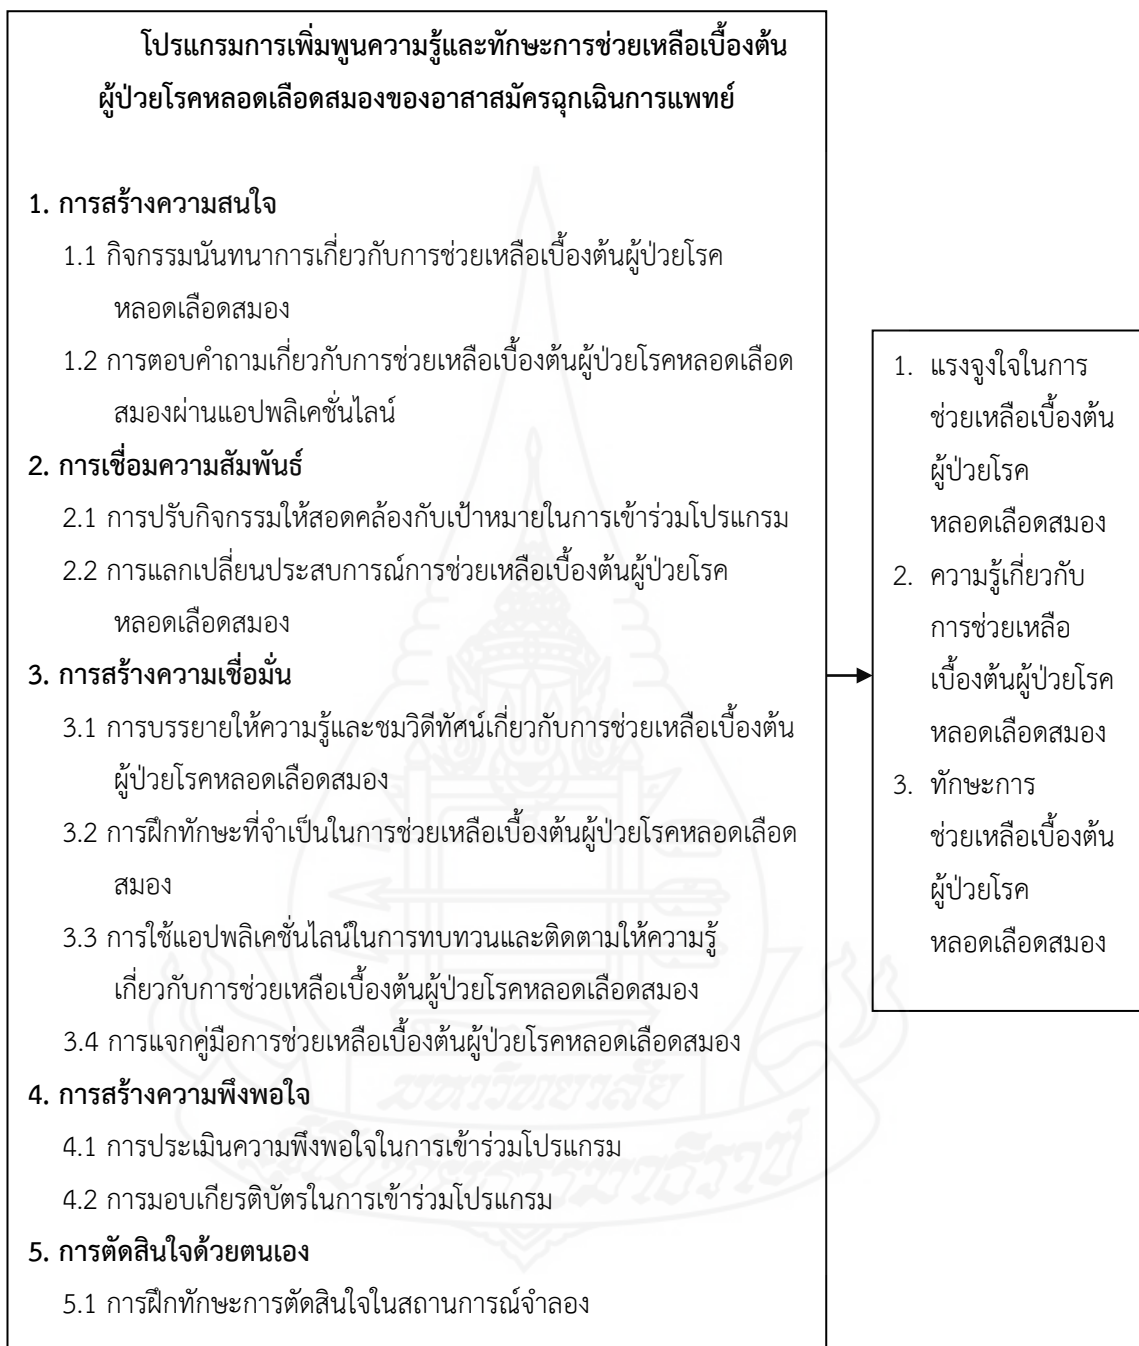 โปรแกรมการเพิ่มพูนความรู้และทักษะการช่วยเหลือเบื้องต้น
ผู้ป่วยโรคหลอดเลือดสมองของอาสาสมัครฉุกเฉินการแพทย์
1. การสร้างความสนใจ
1.1 กิจกรรมนันทนาการเกี่ยวกับการช่วยเหลือเบื้องต้นผู้ป่วยโรค
หลอดเลือดสมอง
1.2 การตอบคำถามเกี่ยวกับการช่วยเหลือเบื้องต้นผู้ป่วยโรคหลอดเลือด
สมองผ่านแอปพลิเคชั่นไลน์
2. การเชื่อมความสัมพันธ์
2.1 การปรับกิจกรรมให้สอดคล้องกับเป้าหมายในการเข้าร่วมโปรแกรม
2.2 การแลกเปลี่ยนประสบการณ์การช่วยเหลือเบื้องต้นผู้ป่วยโรค
หลอดเลือดสมอง
3. การสร้างความเชื่อมั่น
3.1 การบรรยายให้ความรู้และชมวิดีทัศน์เกี่ยวกับการช่วยเหลือเบื้องต้น
ผู้ป่วยโรคหลอดเลือดสมอง
3.2 การฝึกทักษะที่จำเป็นในการช่วยเหลือเบื้องต้นผู้ป่วยโรคหลอดเลือด
สมอง
3.3 การใช้แอปพลิเคชั่นไลน์ในการทบทวนและติดตามให้ความรู้
เกี่ยวกับการช่วยเหลือเบื้องต้นผู้ป่วยโรคหลอดเลือดสมอง
3.4 การแจกคู่มือการช่วยเหลือเบื้องต้นผู้ป่วยโรคหลอดเลือดสมอง
4. การสร้างความพึงพอใจ
4.1 การประเมินความพึงพอใจในการเข้าร่วมโปรแกรม
4.2 การมอบเกียรติบัตรในการเข้าร่วมโปรแกรม
5. การตัดสินใจด้วยตนเอง
5.1 การฝึกทักษะการตัดสินใจในสถานการณ์จำลอง
1. แรงจูงใจในการ
ช่วยเหลือเบื้องต้น
ผู้ป่วยโรค
หลอดเลือดสมอง
2. ความรู้เกี่ยวกับ
การช่วยเหลือ
เบื้องต้นผู้ป่วยโรค
หลอดเลือดสมอง
3. ทักษะการ
ช่วยเหลือเบื้องต้น
ผู้ป่วยโรค
หลอดเลือดสมอง
มหาวิทยาลัย
สุโขทัยธรรมาธิราช